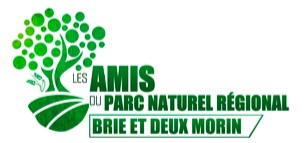 LES AMIS
DU PARC NATUREL RÉGIONAL
BRIE ET DEUX MORIN